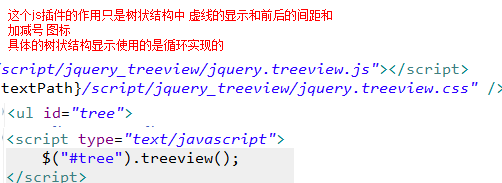 这个js插件的作用只是树状结构中 虚线的显示和前后的间距和
加减号 图标
具体的树状结构显示使用的是循环实现的
/script/jquery_treeview/jquery.treeview.js"></script>
textPath}/script/jquery_treeview/jquery.treeview.css" />
<ul id="tree">
<script type="text/javascript">
$("#tree").treeview();
</script>